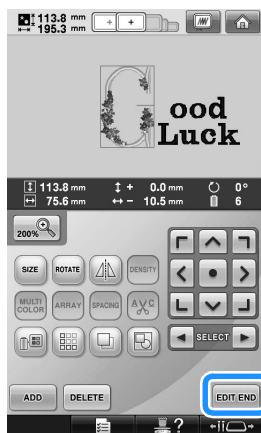 113.8 mm
195.3 mm
ood
Luck
113.8 mm + 0.0 mm 0°
75.6 mm - 10.5 mm 6
200%
SIZE ROTATE DENSITY
MULTI COLOR ARRAY SPACING A C
SELECT
ADD DELETE EDIT END
?